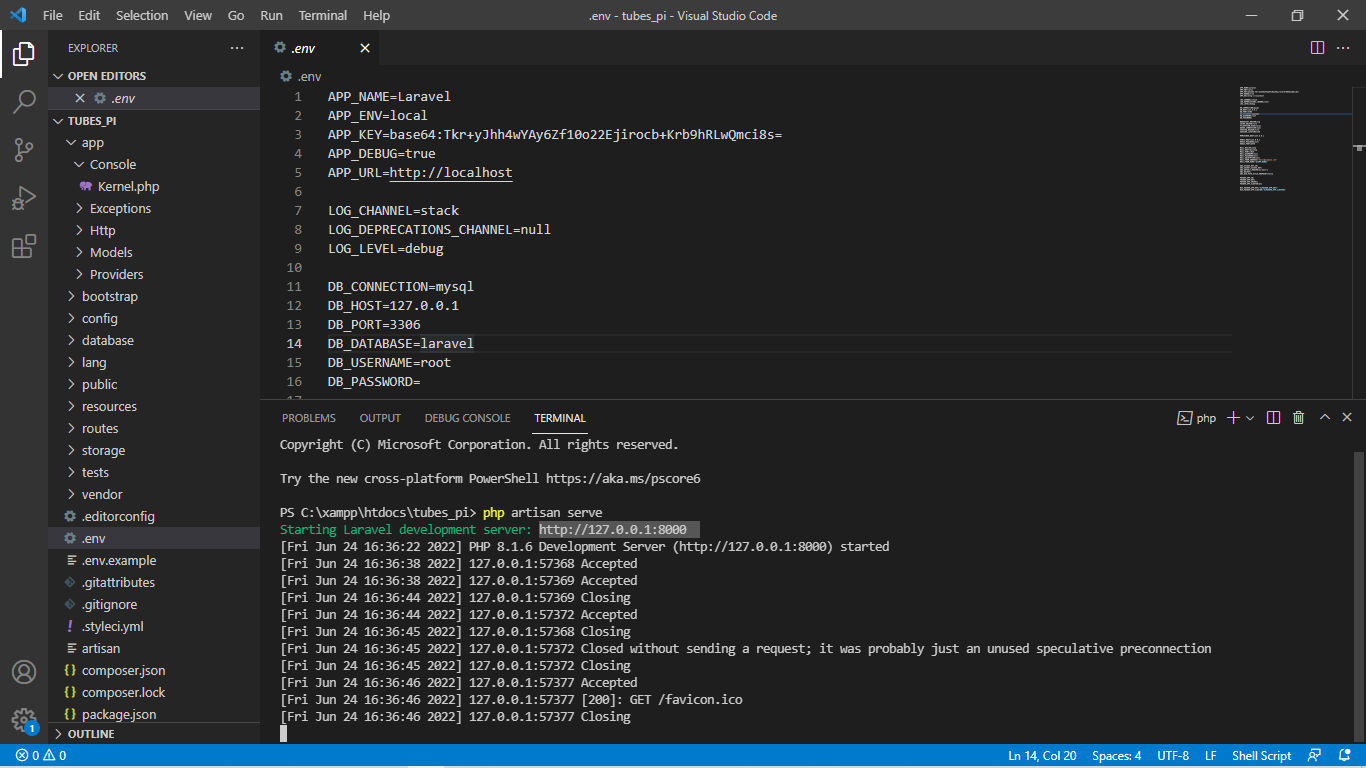 File Edit Selection View Go Run Terminal Help .env - tubes_pi - Visual Studio Code
EXPLORER
OPEN EDITORS
.env
TUBES_PI
app
Console
Kernel.php
Exceptions
Http
Models
Providers
bootstrap
config
database
lang
public
resources
routes
storage
tests
vendor
.editorconfig
.env
.env.example
.gitattributes
.gitignore
.styleci.yml
artisan
composer.json
composer.lock
package.json
OUTLINE
.env
.env
1 APP_NAME=Laravel
2 APP_ENV=local
3 APP_KEY=base64:Tkr+yJhh4wYAy6Zf10o22Ejirocb+Krb9hRLwQmci8s=
4 APP_DEBUG=true
5 APP_URL=http://localhost
6
7 LOG_CHANNEL=stack
8 LOG_DEPRECATIONS_CHANNEL=null
9 LOG_LEVEL=debug
10
11 DB_CONNECTION=mysql
12 DB_HOST=127.0.0.1
13 DB_PORT=3306
14 DB_DATABASE=laravel
15 DB_USERNAME=root
16 DB_PASSWORD=
PROBLEMS OUTPUT DEBUG CONSOLE TERMINAL php
Copyright (C) Microsoft Corporation. All rights reserved.
Try the new cross-platform PowerShell https://aka.ms/pscore6
PS C:\xampp\htdocs\tubes_pi> php artisan serve
Starting Laravel development server: http://127.0.0.1:8000
[Fri Jun 24 16:36:22 2022] PHP 8.1.6 Development Server (http://127.0.0.1:8000) started
[Fri Jun 24 16:36:38 2022] 127.0.0.1:57368 Accepted
[Fri Jun 24 16:36:38 2022] 127.0.0.1:57369 Accepted
[Fri Jun 24 16:36:44 2022] 127.0.0.1:57369 Closing
[Fri Jun 24 16:36:44 2022] 127.0.0.1:57372 Accepted
[Fri Jun 24 16:36:45 2022] 127.0.0.1:57368 Closing
[Fri Jun 24 16:36:45 2022] 127.0.0.1:57372 Closed without sending a request; it was probably just an unused speculative preconnection
[Fri Jun 24 16:36:45 2022] 127.0.0.1:57372 Closing
[Fri Jun 24 16:36:46 2022] 127.0.0.1:57377 Accepted
[Fri Jun 24 16:36:46 2022] 127.0.0.1:57377 [200]: GET /favicon.ico
[Fri Jun 24 16:36:46 2022] 127.0.0.1:57377 Closing
1
0 0 Ln 14, Col 20 Spaces: 4 UTF-8 LF Shell Script